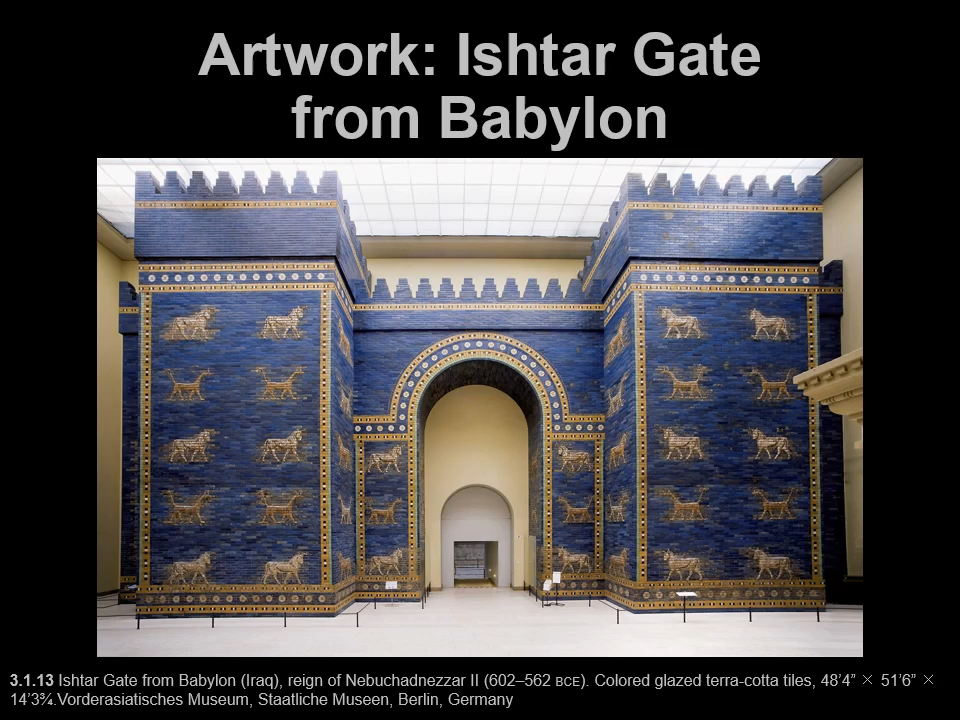 Artwork: Ishtar Gate
from Babylon
3.1.13 Ishtar Gate from Babylon (Iraq), reign of Nebuchadnezzar II (602–562 BCE). Colored glazed terra-cotta tiles, 48’4” × 51’6” ×
14’3¾.Vorderasiatisches Museum, Staatliche Museen, Berlin, Germany